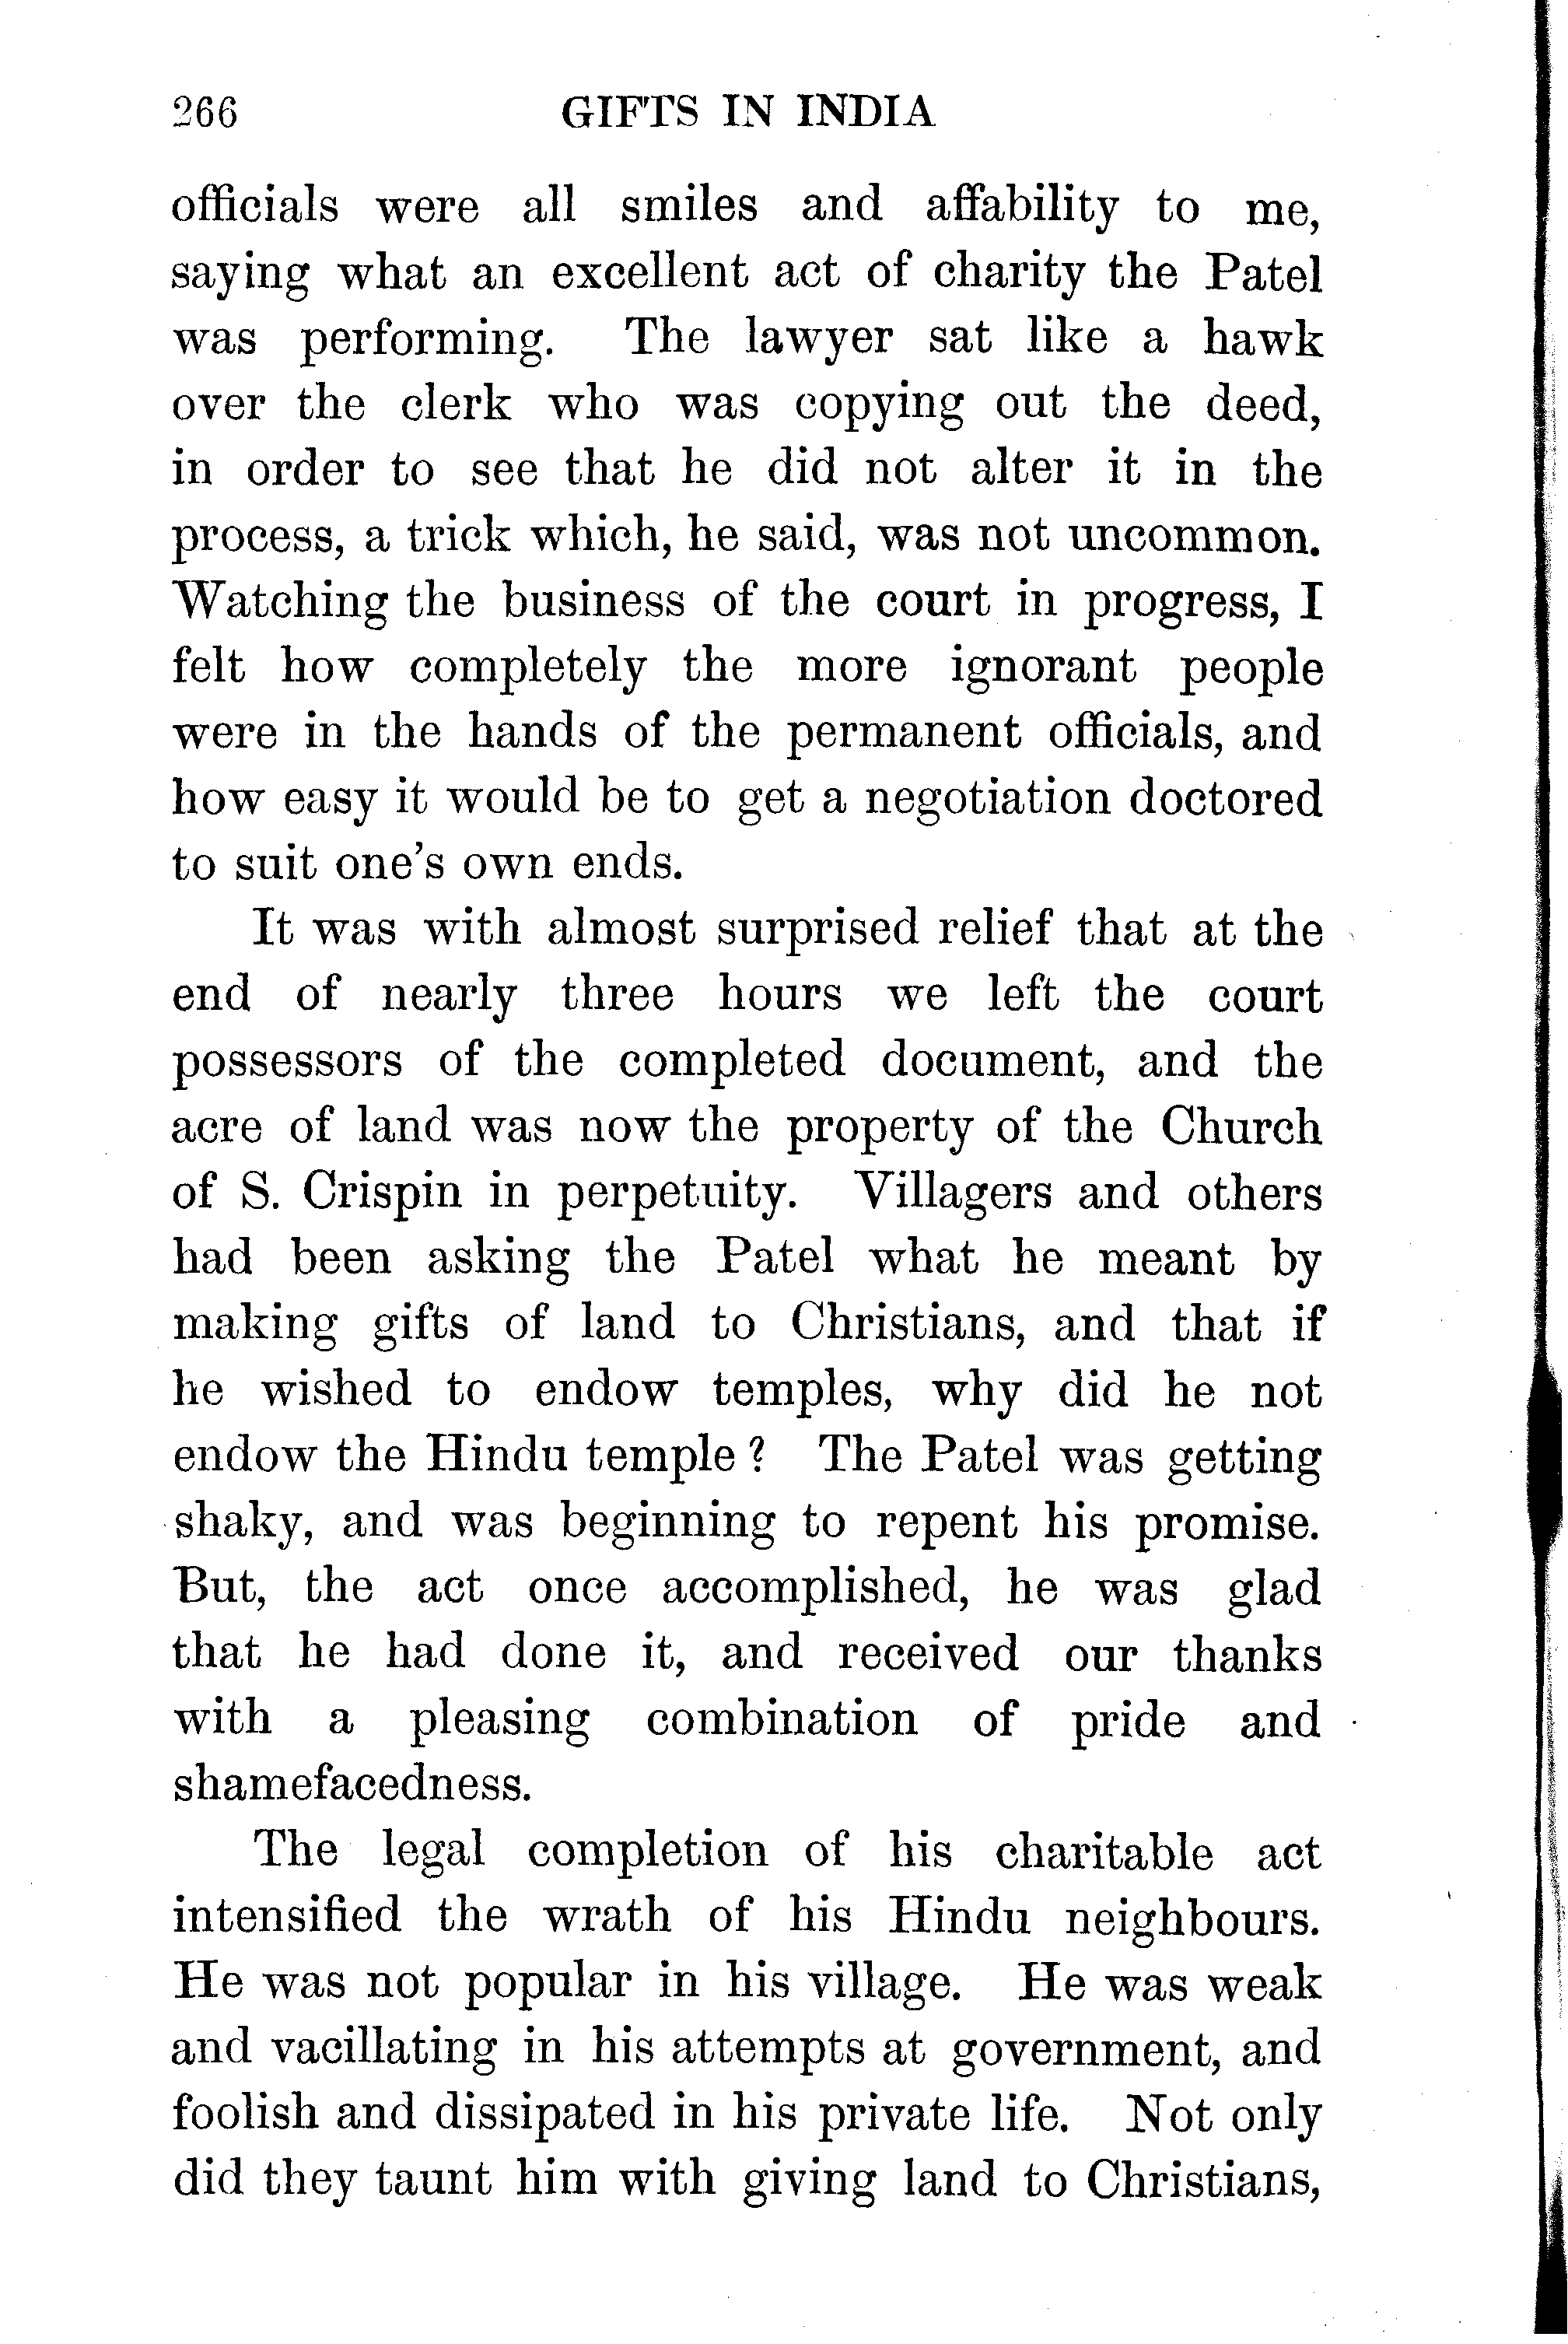 266 GIFTS IN INDIA
officials were all smiles and affability to me,
saying what an excellent act of charity the Patel
was performing. The lawyer sat like a hawk
over the clerk who was copying out the deed,
in order to see that he did not alter it in the
process, a trick which, he said, was not uncommon.
Watching the business of the court in progress, I
felt how completely the more ignorant people
were in the hands of the permanent officials, and
how easy it would be to get a negotiation doctored
to suit one's own ends.
It was with almost surprised relief that at the
end of nearly three hours we left the court
possessors of the completed document, and the
acre of land was now the property of the Church
of S. Crispin in perpetuity. Villagers and others
had been asking the Patel what he meant by
making gifts of land to Christians, and that if
he wished to endow temples, why did he not
endow the Hindu temple? The Patel was getting
shaky, and was beginning to repent his promise.
But, the act once accomplished, he was glad
that he had done it, and received our thanks
with a pleasing combination of pride and
shamefacedness.
The legal completion of his charitable act
intensified the wrath of his Hindu neighbours.
He was not popular in his village. He was weak
and vacillating in his attempts at government, and
foolish and dissipated in his private life. Not only
did they taunt him with giving land to Christians,